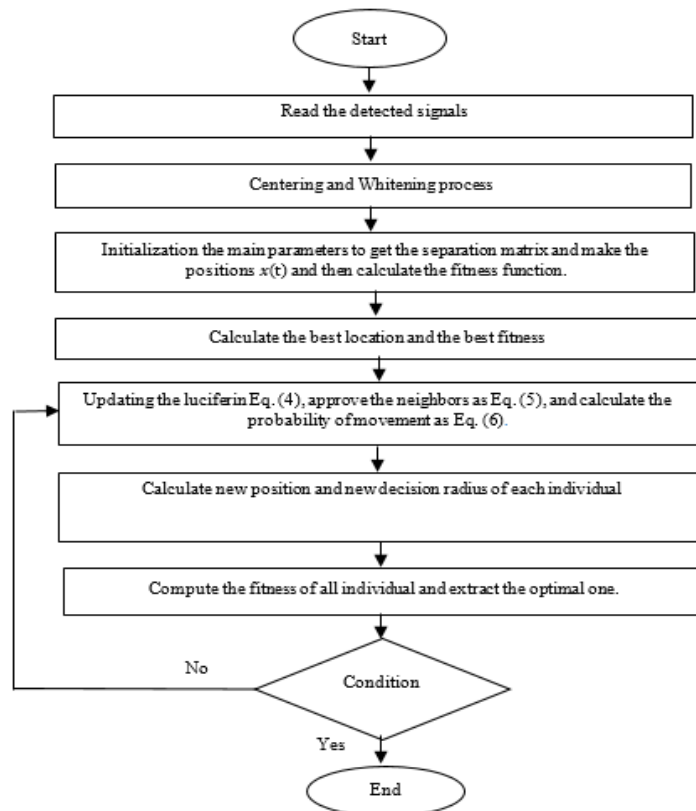 Start
Read the detected signals
Centering and Whitening process
Initialization the main parameters to get the separation matrix and make the
positions x(t) and then calculate the fitness function.
Calculate the best location and the best fitness
Updating the luciferin Eq. (4), approve the neighbors as Eq. (5), and calculate the
probability of movement as Eq. (6).
Calculate new position and new decision radius of each individual
Compute the fitness of all individual and extract the optimal one.
No
Condition
Yes
End